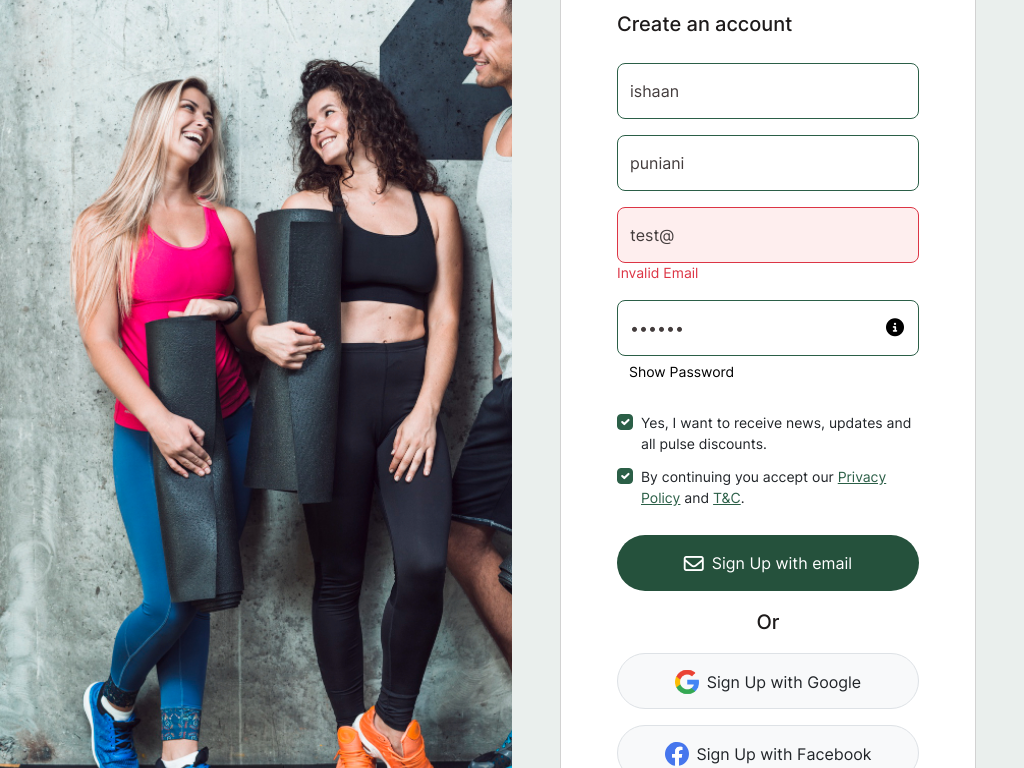 Create an account
ishaan
puniani
test@
Invalid Email
••••••
Show Password
Yes, I want to receive news, updates and
all pulse discounts.
By continuing you accept our Privacy
Policy and T&C.
Sign Up with email
Or
Sign Up with Google
Sign Up with Facebook